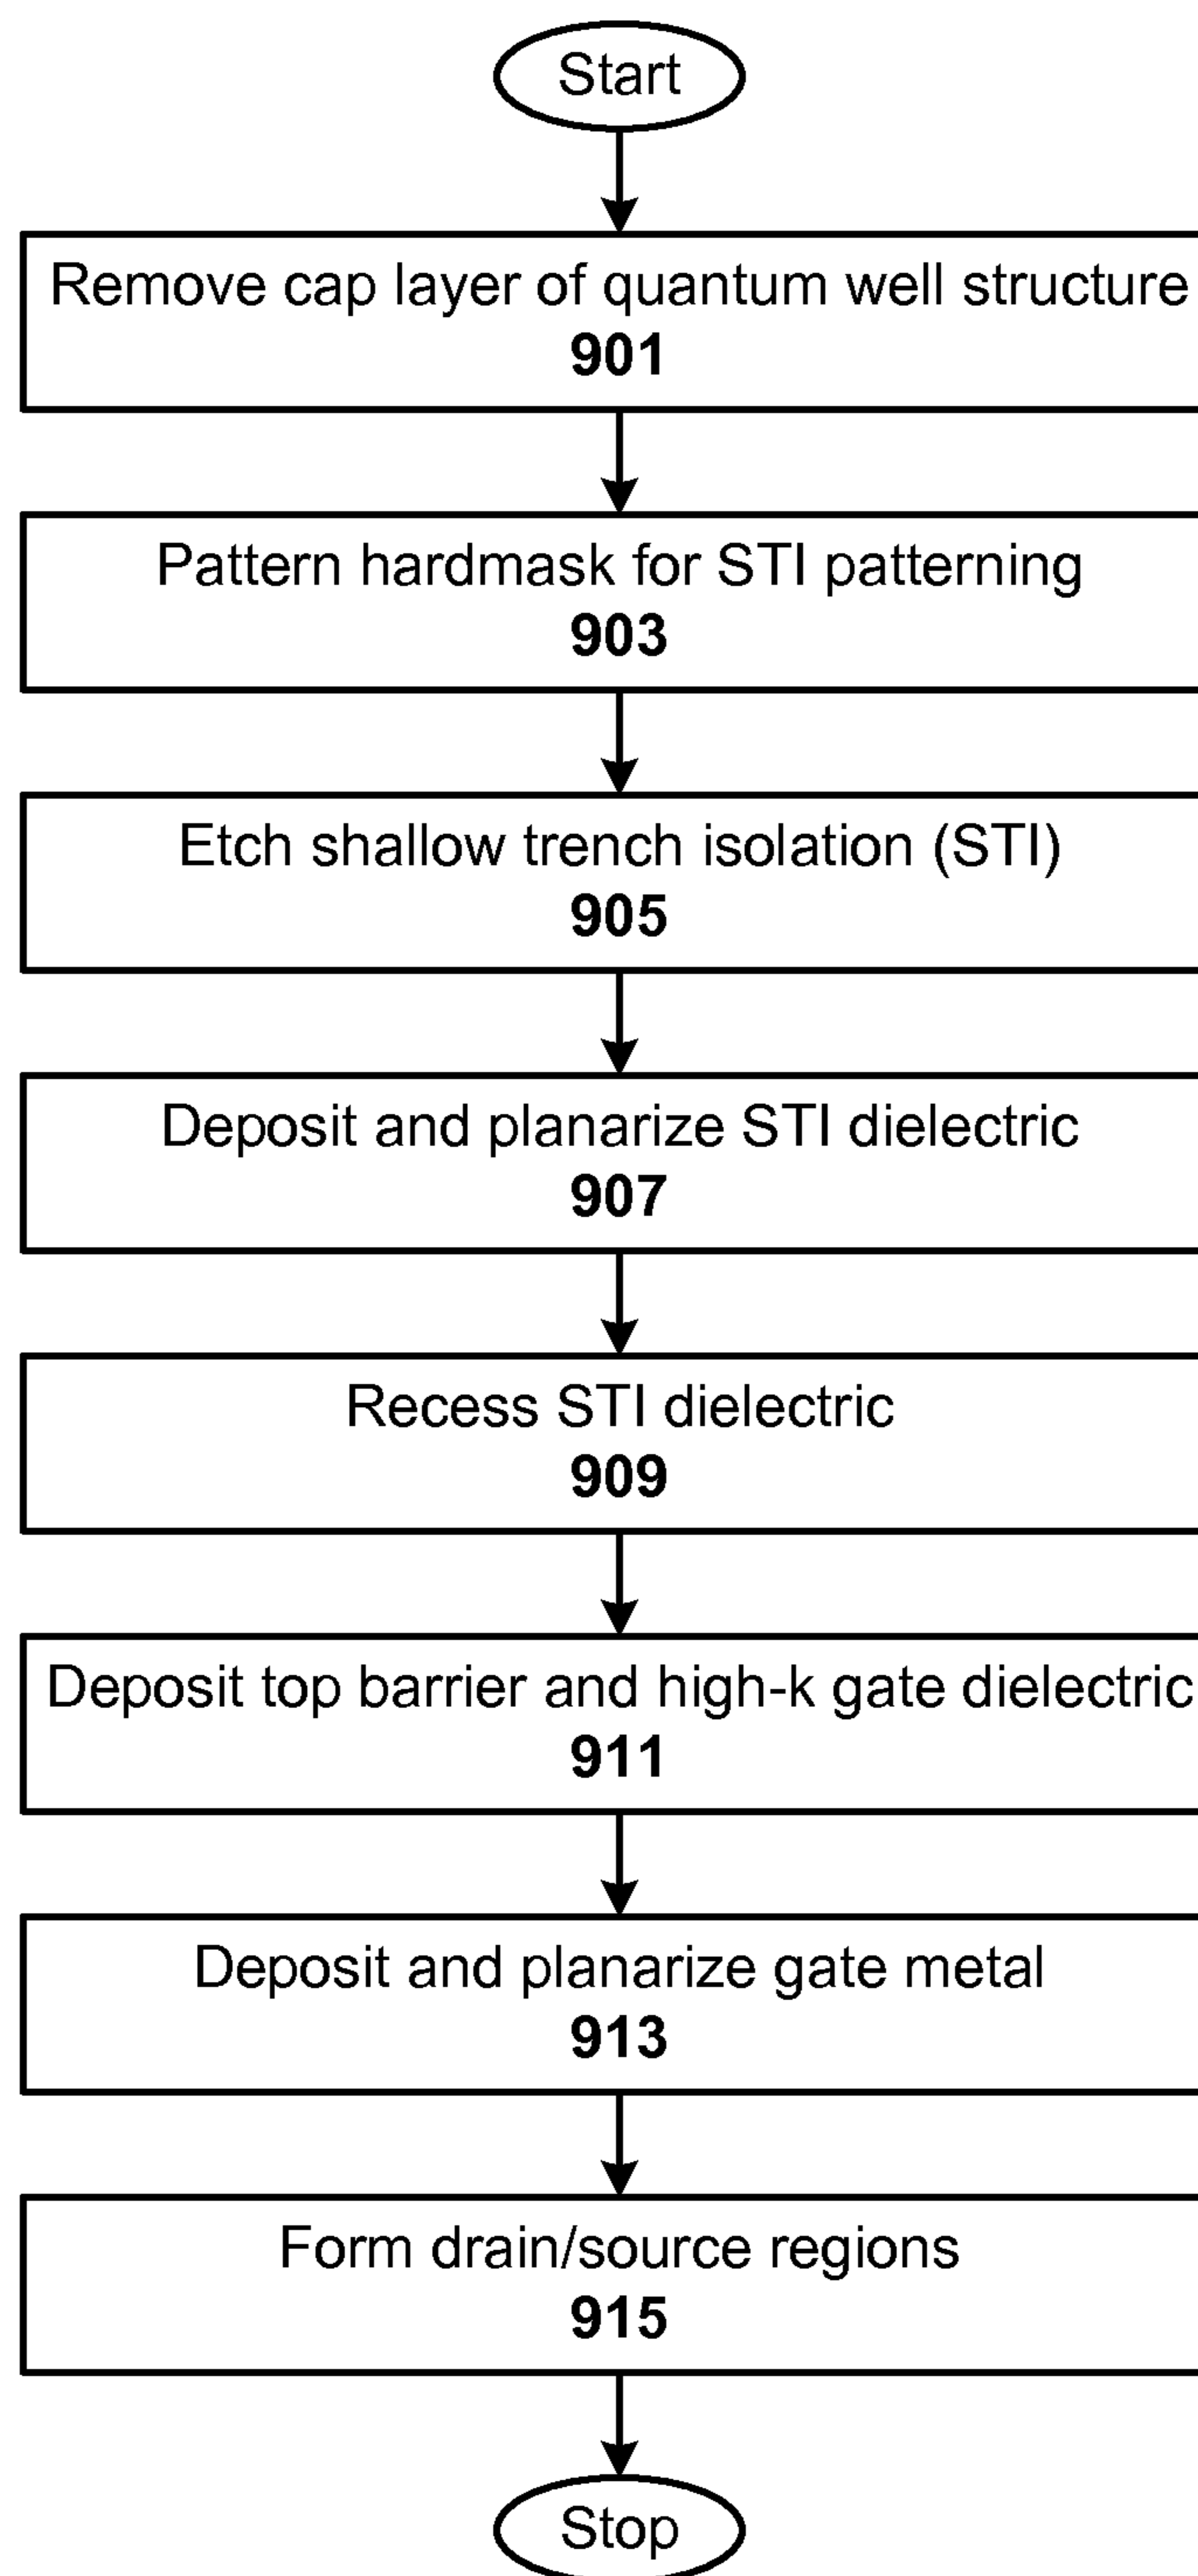 Start
Remove cap layer of quantum well structure
901
Pattern hardmask for STI patterning
903
Etch shallow trench isolation (STI)
905
Deposit and planarize STI dielectric
907
Recess STI dielectric
909
Deposit top barrier and high-k gate dielectric
911
Deposit and planarize gate metal
913
Form drain/source regions
915
Stop